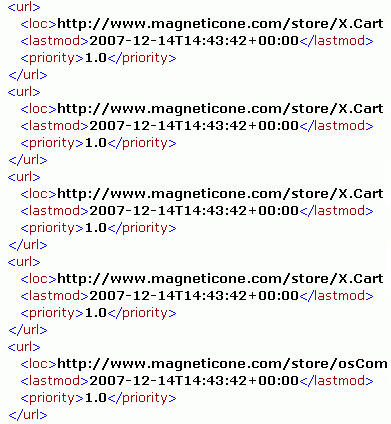 <url>
<loc>http://www.magneticone.com/store/X.Cart
<lastmod>2007-12-14T14:43:42+00:00</lastmod>
<priority>1.0</priority>
</url>
<url>
<loc>http://www.magneticone.com/store/X.Cart
<lastmod>2007-12-14T14:43:42+00:00</lastmod>
<priority>1.0</priority>
</url>
<url>
<loc>http://www.magneticone.com/store/X.Cart
<lastmod>2007-12-14T14:43:42+00:00</lastmod>
<priority>1.0</priority>
</url>
<url>
<loc>http://www.magneticone.com/store/X.Cart
<lastmod>2007-12-14T14:43:42+00:00</lastmod>
<priority>1.0</priority>
</url>
<url>
<loc>http://www.magneticone.com/store/osCom
<lastmod>2007-12-14T14:43:42+00:00</lastmod>
<priority>1.0</priority>
</url>